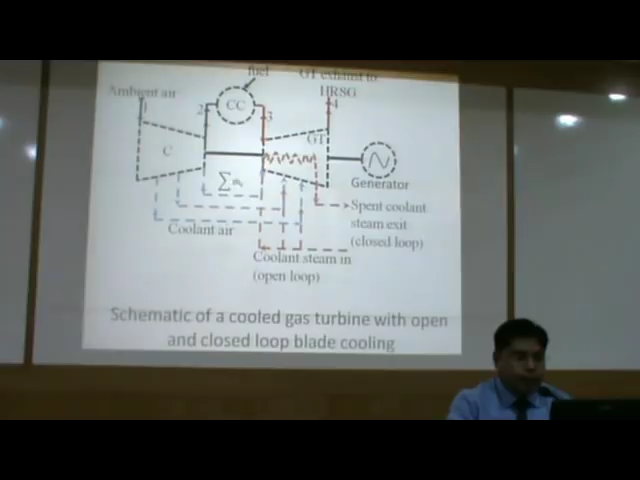 fuel
GT exhaust to
HRSG
Ambient air
1
2
CC
3
4
C
GT
Generator
Coolant air
Spent coolant
steam exit
(closed loop)
Coolant steam in
(open loop)
Schematic of a cooled gas turbine with open
and closed loop blade cooling